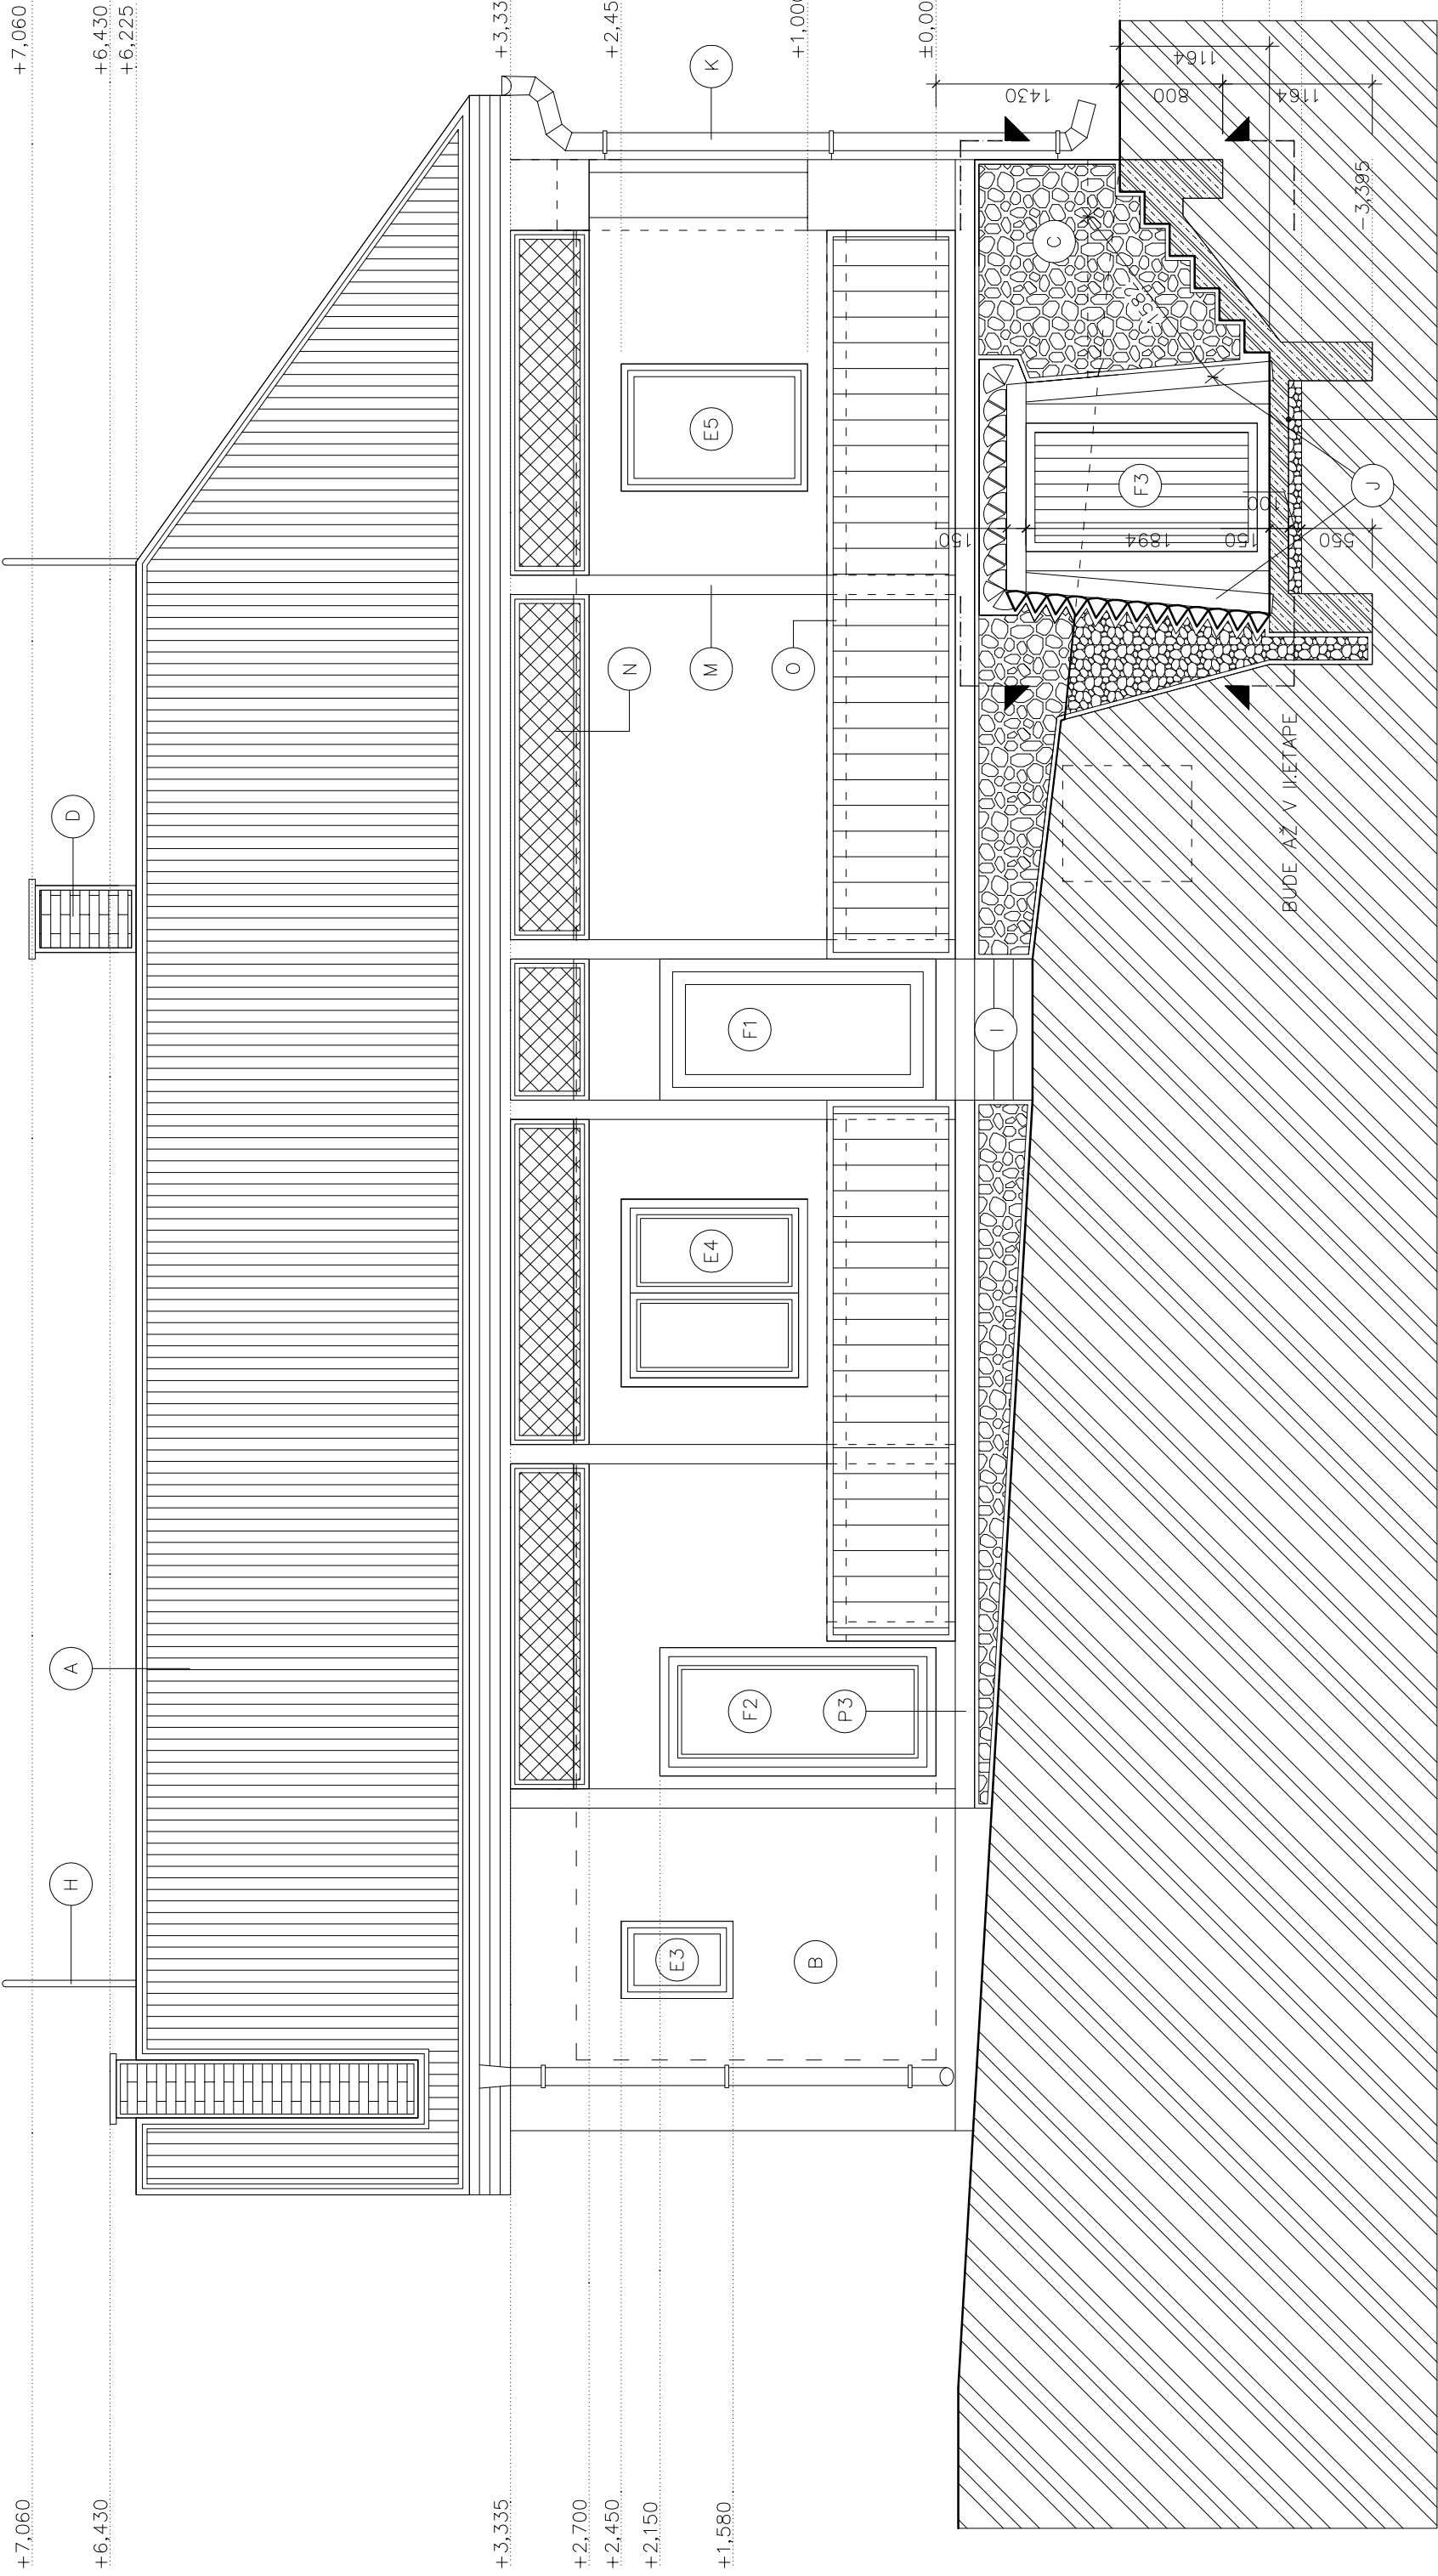 +7,060
+6,430
+3,335
+2,700
+2,450
+2,150
+1,580
H
A
D
E3
B
F2
P3
E4
F1
I
N
M
O
E5
K
C
F3
J
BUDE AŽ V II.ETAPE
+7,060
+6,430
+6,225
+3,33
+2,45
+1,000
±0,00
1430
800
1164
1164
-3,395
150
1894
150
100
550